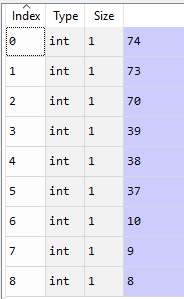 Index Type Size
0 int 1 74
1 int 1 73
2 int 1 70
3 int 1 39
4 int 1 38
5 int 1 37
6 int 1 10
7 int 1 9
8 int 1 8